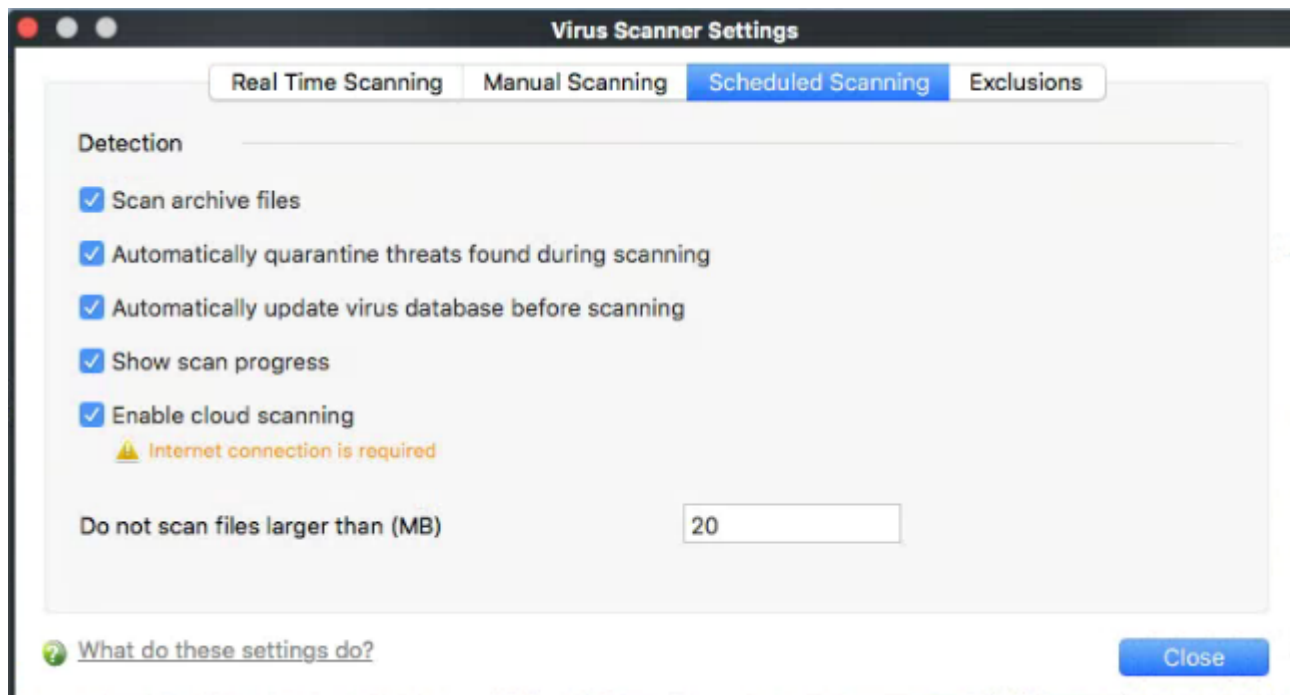 Virus Scanner Settings
Real Time Scanning Manual Scanning Scheduled Scanning Exclusions
Detection
Scan archive files
Automatically quarantine threats found during scanning
Automatically update virus database before scanning
Show scan progress
Enable cloud scanning
Internet connection is required
Do not scan files larger than (MB) 20
What do these settings do?
Close